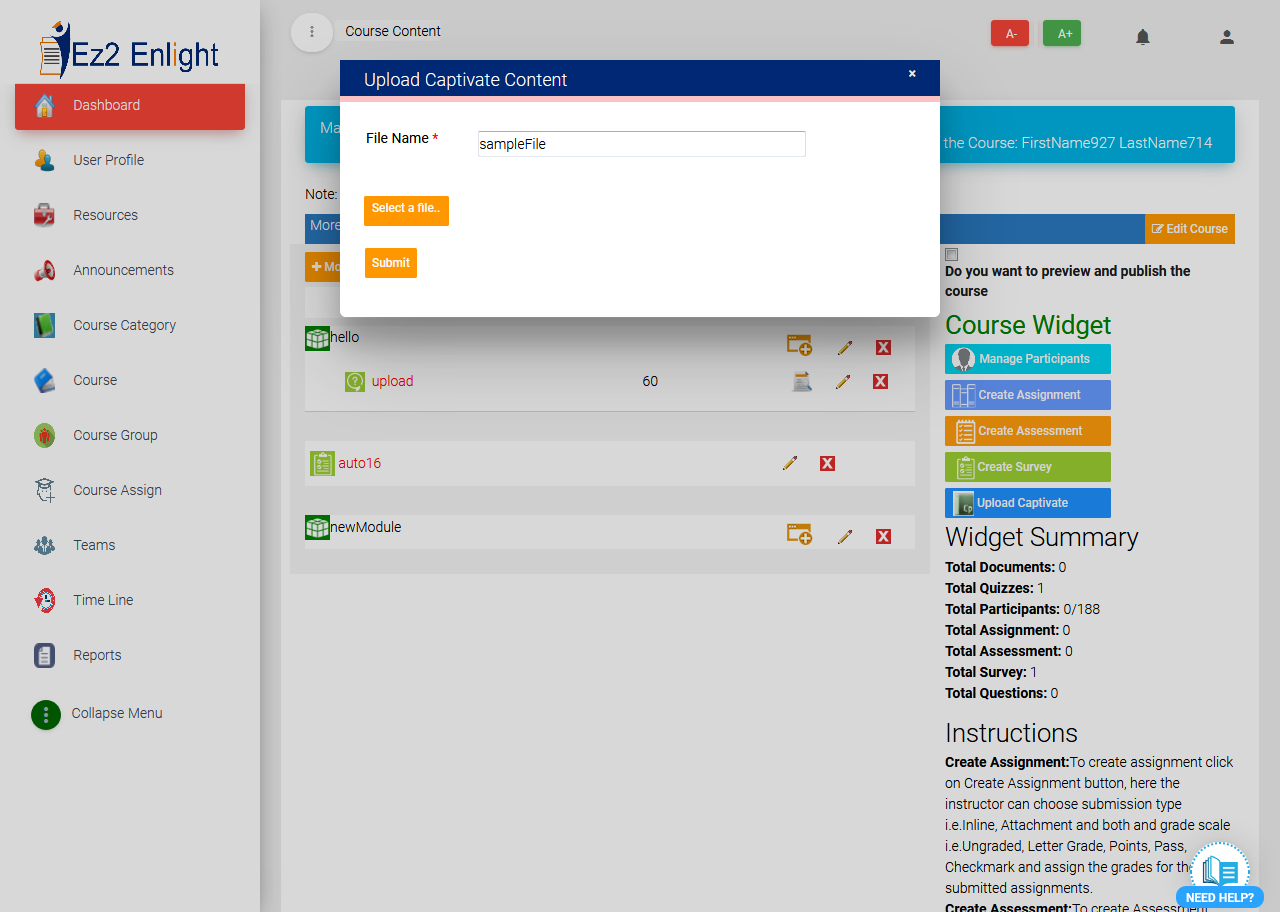 Ez2 Enlight
Course Content
A-
A+
Dashboard
User Profile
Resources
Announcements
Course Category
Course
Course Group
Course Assign
Teams
Time Line
Reports
Collapse Menu
Upload Captivate Content
×
File Name *
sampleFile
Select a file..
Submit
the Course: FirstName927 LastName714
Note:
More
Edit Course
hello
upload
60
auto16
newModule
Do you want to preview and publish the
course
Course Widget
Manage Participants
Create Assignment
Create Assessment
Create Survey
Cp
Upload Captivate
Widget Summary
Total Documents: 0
Total Quizzes: 1
Total Participants: 0/188
Total Assignment: 0
Total Assessment: 0
Total Survey: 1
Total Questions: 0
Instructions
Create Assignment:To create assignment click
on Create Assignment button, here the
instructor can choose submission type
i.e.Inline, Attachment and both and grade scale
i.e.Ungraded, Letter Grade, Points, Pass,
Checkmark and assign the grades for the
submitted assignments.
Create Assessment:To create Assessment
NEED HELP?